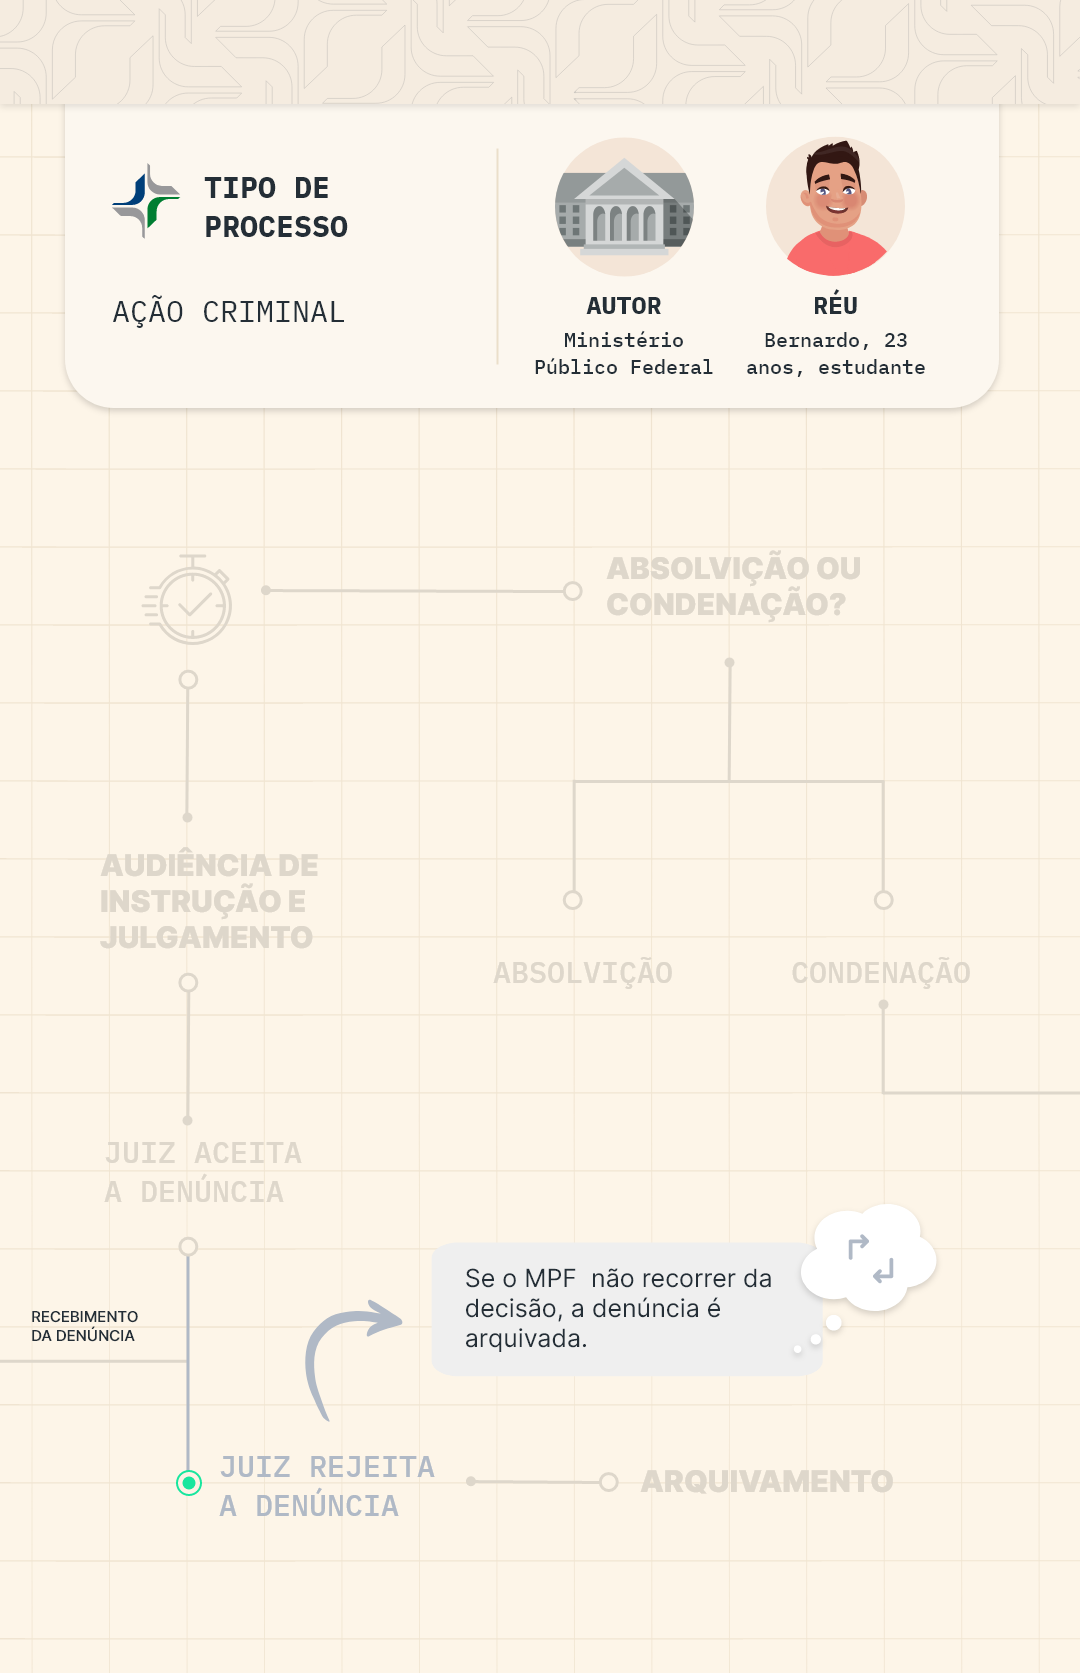 TIPO DE
PROCESSO
AÇÃO CRIMINAL
AUTOR
Ministério
Público Federal
RÉU
Bernardo, 23
anos, estudante
ABSOLVIÇÃO OU
CONDENAÇÃO?
AUDIÊNCIA DE
INSTRUÇÃO E
JULGAMENTO
ABSOLVIÇÃO
CONDENAÇÃO
JUIZ ACEITA
A DENÚNCIA
Se o MPF não recorrer da
decisão, a denúncia é
arquivada.
RECEBIMENTO
DA DENÚNCIA
JUIZ REJEITA
A DENÚNCIA
ARQUIVAMENTO